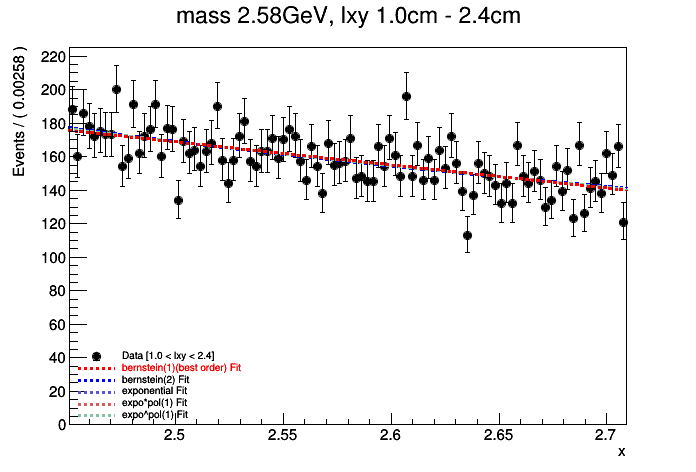 mass 2.58GeV, lxy 1.0cm - 2.4cm
Events / ( 0.00258 )
220
200
180
160
140
120
100
80
60
40
20
0
Data [1.0 < lxy < 2.4]
bernstein(1)(best order) Fit
bernstein(2) Fit
exponential Fit
expo*pol(1) Fit
expo^pol(1)Fit
2.5 2.55 2.6 2.65 2.7
x